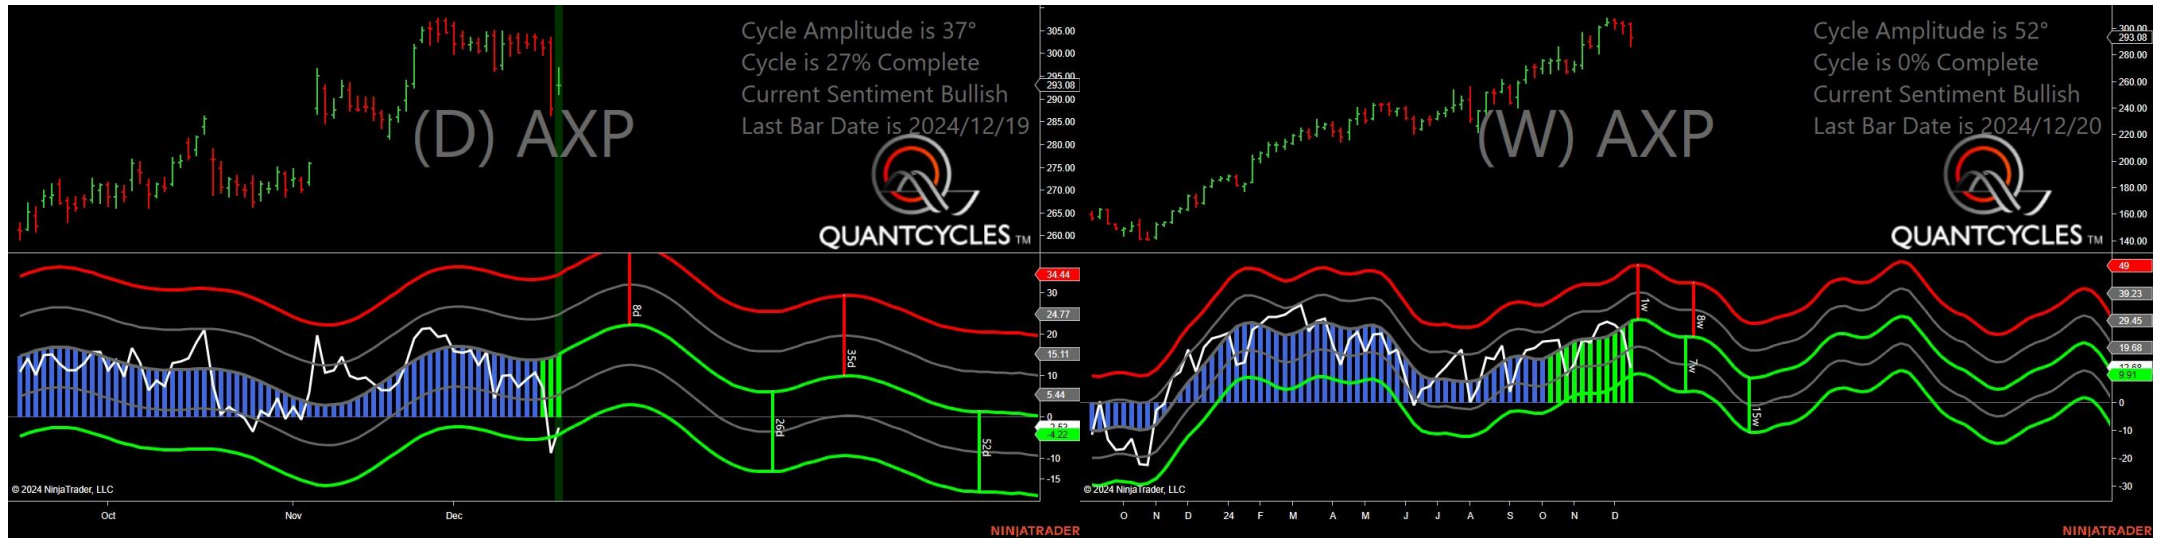 Cycle Amplitude is 37°
Cycle is 27% Complete
Current Sentiment Bullish
Last Bar Date is 2024/12/19
(D) AXP
QUANTCYCLES TM
305.00
300.00
295.00
293.08
290.00
285.00
280.00
275.00
270.00
265.00
260.00
34.44
30
24.77
20
15.11
10
5.44
0
-2.53
-4.22
-10
-15
8d
35d
26d
52d
© 2024 NinjaTrader, LLC
Oct Nov Dec
NINJATRADER
Cycle Amplitude is 52°
Cycle is 0% Complete
Current Sentiment Bullish
Last Bar Date is 2024/12/20
(W) AXP
QUANTCYCLES TM
300.00
293.08
280.00
260.00
240.00
220.00
200.00
180.00
160.00
140.00
49
39.23
29.45
19.68
9.91
0
-10
-20
-30
1w
8w
7w
15w
© 2024 NinjaTrader, LLC
O N D 24 F M A M J J A S O N D
NINJATRADER